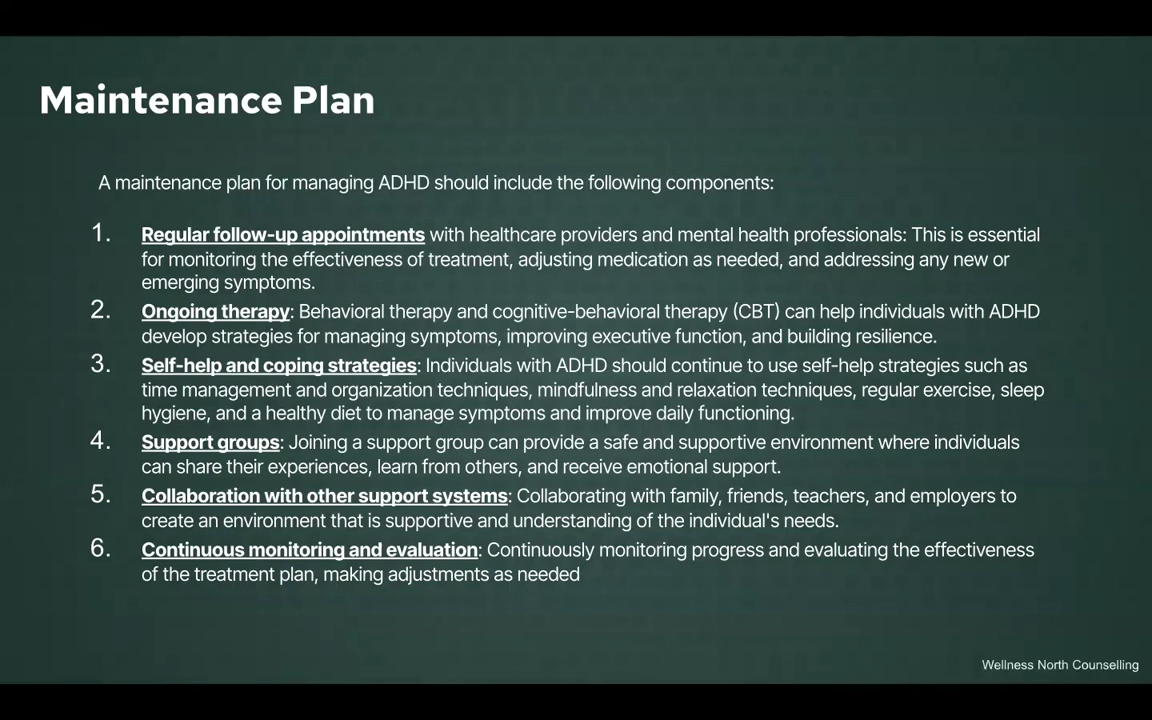 Maintenance Plan
A maintenance plan for managing ADHD should include the following components:
1. Regular follow-up appointments with healthcare providers and mental health professionals: This is essential
for monitoring the effectiveness of treatment, adjusting medication as needed, and addressing any new or
emerging symptoms.
2. Ongoing therapy: Behavioral therapy and cognitive-behavioral therapy (CBT) can help individuals with ADHD
develop strategies for managing symptoms, improving executive function, and building resilience.
3. Self-help and coping strategies: Individuals with ADHD should continue to use self-help strategies such as
time management and organization techniques, mindfulness and relaxation techniques, regular exercise, sleep
hygiene, and a healthy diet to manage symptoms and improve daily functioning.
4. Support groups: Joining a support group can provide a safe and supportive environment where individuals
can share their experiences, learn from others, and receive emotional support.
5. Collaboration with other support systems: Collaborating with family, friends, teachers, and employers to
create an environment that is supportive and understanding of the individual's needs.
6. Continuous monitoring and evaluation: Continuously monitoring progress and evaluating the effectiveness
of the treatment plan, making adjustments as needed
Wellness North Counselling